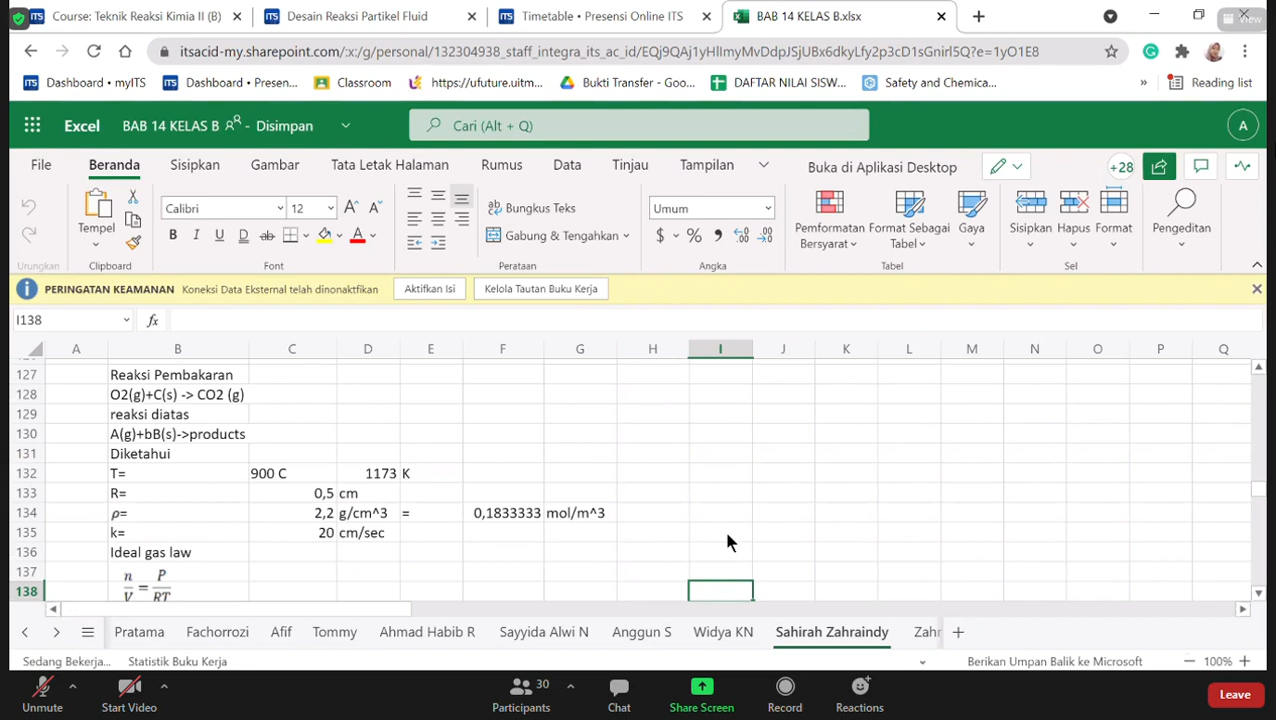 Course: Teknik Reaksi Kimia II (B)
Desain Reaksi Partikel Fluid
Timetable • Presensi Online ITS
BAB 14 KELAS B.xlsx
View
itsacid-my.sharepoint.com/:x:/g/personal/132304933_staff_integra_its_ac_id/EQj9QAj1yHllmyMvJdpJSjUBx6dkyLfy2p3cD1sGnirl5Q?e=1yO1E8
Dashboard • myITS
Dashboard • Presen...
Classroom
https://ufuture.uitm...
Bukti Transfer - Goo...
DAFTAR NILAI SISW...
Safety and Chemica...
»
Reading list
Excel
BAB 14 KELAS B
- Disimpan
Cari (Alt + Q)
A
File
Beranda
Sisipkan
Gambar
Tata Letak Halaman
Rumus
Data
Tinjau
Tampilan
Buka di Aplikasi Desktop
+28
Tempel
Calibri
12
Bungkus Teks
Gabung & Tengahkan
Umum
Pemformatan Bersyarat
Format Sebagai Tabel
Gaya
Sisipkan
Hapus
Format
Pengeditan
Urungkan
Clipboard
Font
Perataan
Angka
Tabel
Sel
PERINGATAN KEAMANAN Koneksi Data Eksternal telah dinonaktfikan
Aktifkan Isi
Kelola Tautan Buku Kerja
I138
fx
A B C D E F G H I J K L M N O P Q
127 Reaksi Pembakaran
128 O2(g)+C(s) -> CO2 (g)
129 reaksi diatas
130 A(g)+bB(s)->products
131 Diketahui
132 T= 900 C 1173 K
133 R= 0,5 cm
134 ρ= 2,2 g/cm^3 = 0,1833333 mol/m^3
135 k= 20 cm/sec
136 Ideal gas law
137 n/V = P/RT
138
Pratama
Fachorrozi
Afif
Tommy
Ahmad Habib R
Sayyida Alwi N
Anggun S
Widya KN
Sahirah Zahraindy
Zahr
Sedang Bekerja...
Statistik Buku Kerja
Berikan Umpan Balik ke Microsoft
100%
Unmute
Start Video
30
Participants
Chat
Share Screen
Record
Reactions
Leave